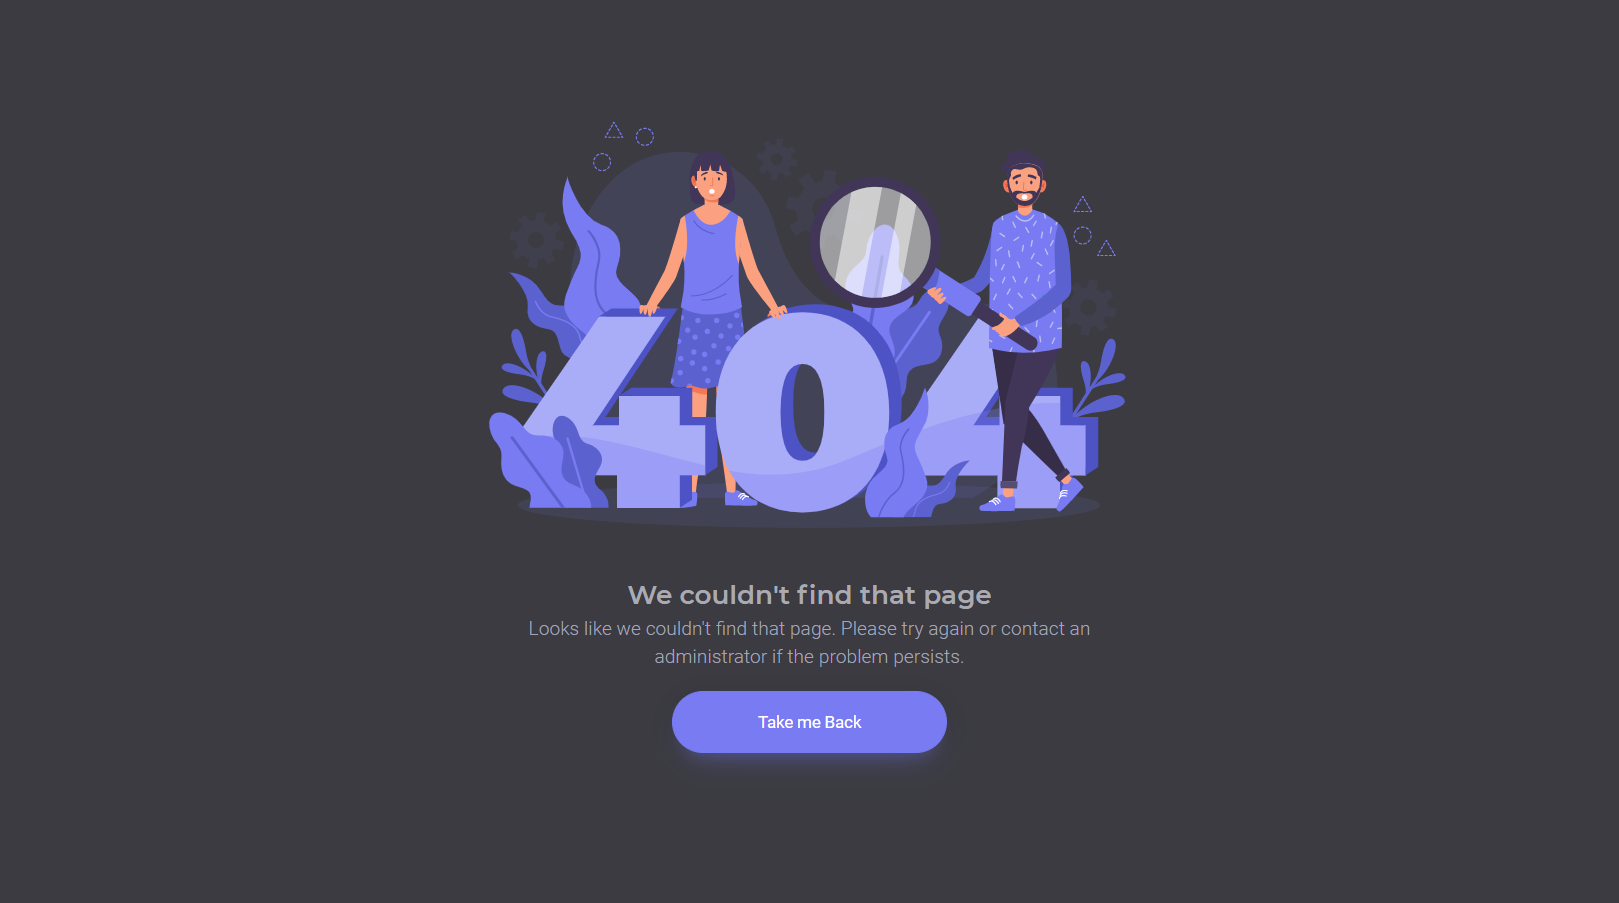 404
We couldn't find that page
Looks like we couldn't find that page. Please try again or contact an
administrator if the problem persists.
Take me Back